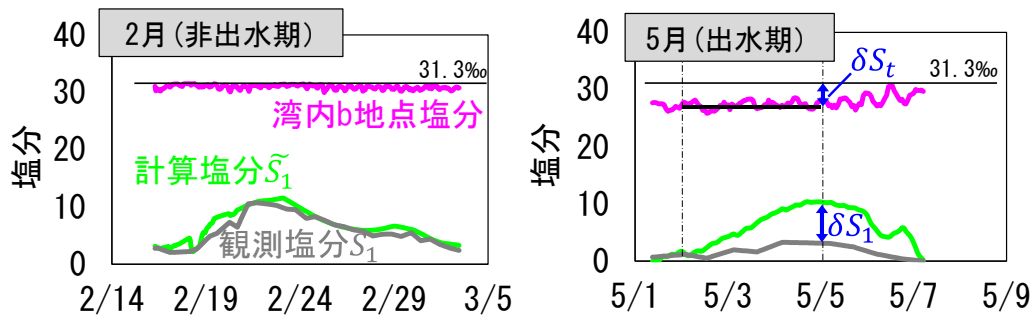 2月(非出水期)
塩分
40
30
20
10
0
31.3‰
湾内b地点塩分
計算塩分S̃₁
観測塩分S₁
2/14
2/19
2/24
2/29
3/5
5月(出水期)
塩分
40
30
20
10
0
δSₜ
31.3‰
δS₁
5/1
5/3
5/5
5/7
5/9